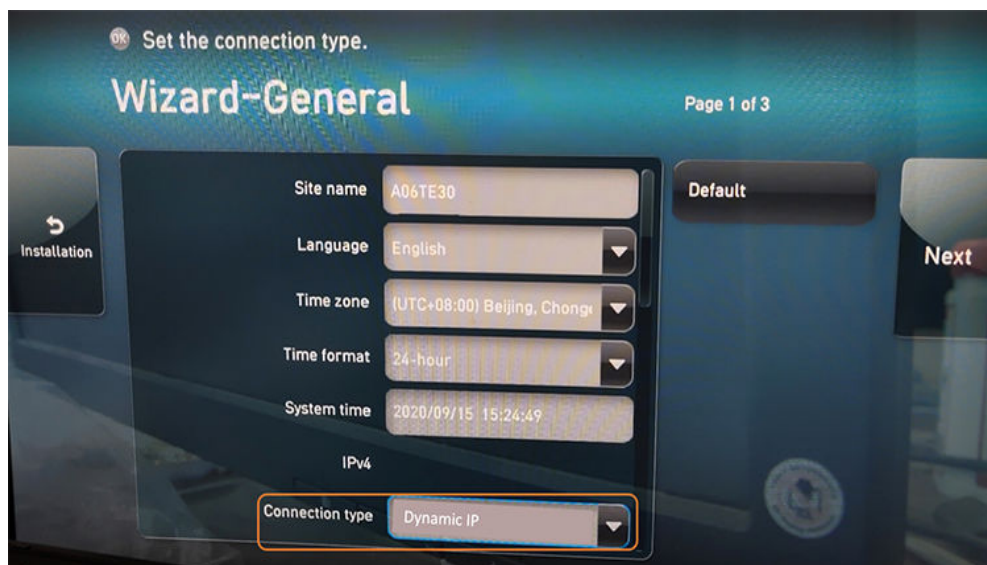 OK Set the connection type.
Wizard-General
Page 1 of 3
Installation
Site name A06TE30
Default
Language English
Next
Time zone (UTC+08:00) Beijing, Chong
Time format 24-hour
System time 2020/09/15 15:24:49
IPv4
Connection type Dynamic IP